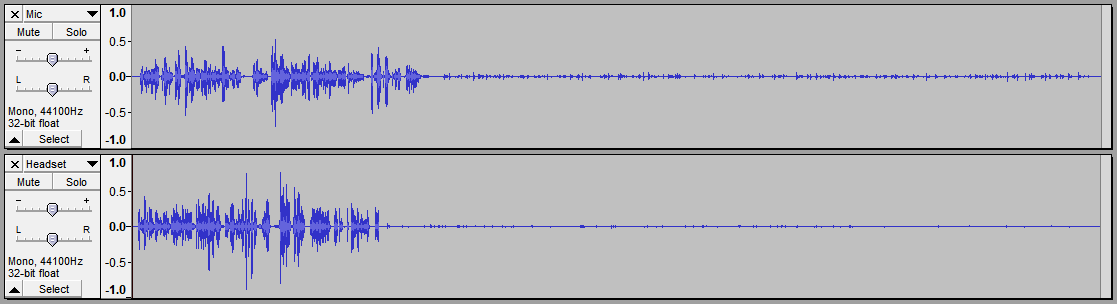 Mic
Mute Solo
- +
L R
Mono, 44100Hz
32-bit float
Select
1.0
0.5
0.0
-0.5
-1.0
Headset
Mute Solo
- +
L R
Mono, 44100Hz
32-bit float
Select
1.0
0.5
0.0
-0.5
-1.0